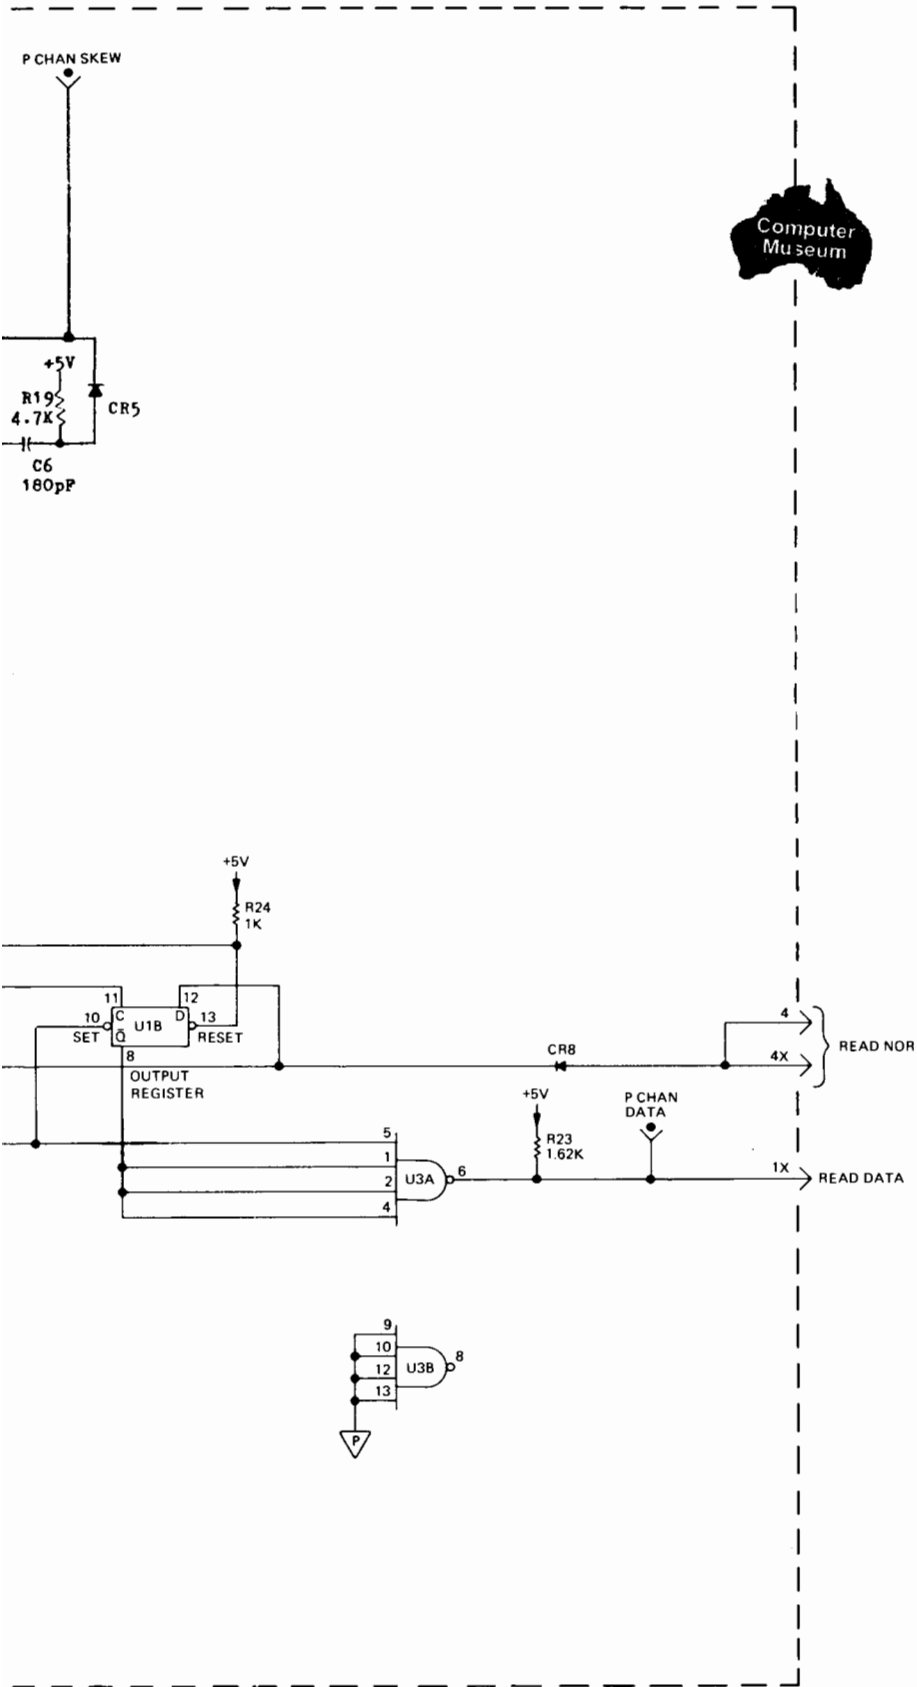 P CHAN SKEW
Computer
Museum
+5V
R19
4.7K
CR5
C6
180pF
+5V
R24
1K
11
12
C
D
10
U1B
13
SET
Q̅
RESET
8
OUTPUT
REGISTER
4
CR8
4X
READ NOR
+5V
P CHAN
DATA
R23
1.62K
5
1
2
4
U3A
6
1X
READ DATA
9
10
12
13
U3B
8
P